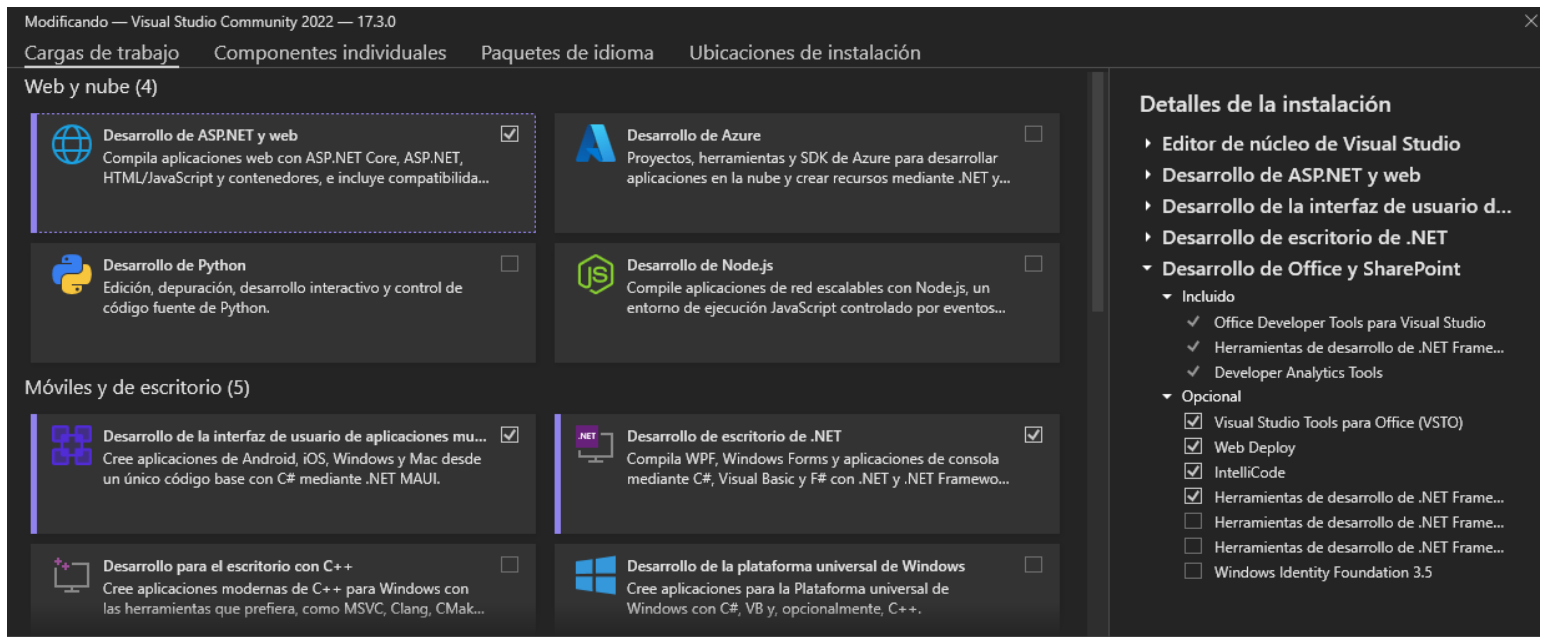 Modificando — Visual Studio Community 2022 — 17.3.0
Cargas de trabajo Componentes individuales Paquetes de idioma Ubicaciones de instalación
Web y nube (4)
Desarrollo de ASP.NET y web
Compila aplicaciones web con ASP.NET Core, ASP.NET,
HTML/JavaScript y contenedores, e incluye compatibilida...
Desarrollo de Azure
Proyectos, herramientas y SDK de Azure para desarrollar
aplicaciones en la nube y crear recursos mediante .NET y...
Desarrollo de Python
Edición, depuración, desarrollo interactivo y control de
código fuente de Python.
JS
Desarrollo de Node.js
Compile aplicaciones de red escalables con Node.js, un
entorno de ejecución JavaScript controlado por eventos...
Móviles y de escritorio (5)
Desarrollo de la interfaz de usuario de aplicaciones mu...
Cree aplicaciones de Android, iOS, Windows y Mac desde
un único código base con C# mediante .NET MAUI.
.NET
Desarrollo de escritorio de .NET
Compila WPF, Windows Forms y aplicaciones de consola
mediante C#, Visual Basic y F# con .NET y .NET Framewo...
Desarrollo para el escritorio con C++
Cree aplicaciones modernas de C++ para Windows con
las herramientas que prefiera, como MSVC, Clang, CMak...
Desarrollo de la plataforma universal de Windows
Cree aplicaciones para la Plataforma universal de
Windows con C#, VB y, opcionalmente, C++.
Detalles de la instalación
Editor de núcleo de Visual Studio
Desarrollo de ASP.NET y web
Desarrollo de la interfaz de usuario d...
Desarrollo de escritorio de .NET
Desarrollo de Office y SharePoint
Incluido
Office Developer Tools para Visual Studio
Herramientas de desarrollo de .NET Frame...
Developer Analytics Tools
Opcional
Visual Studio Tools para Office (VSTO)
Web Deploy
IntelliCode
Herramientas de desarrollo de .NET Frame...
Herramientas de desarrollo de .NET Frame...
Herramientas de desarrollo de .NET Frame...
Windows Identity Foundation 3.5